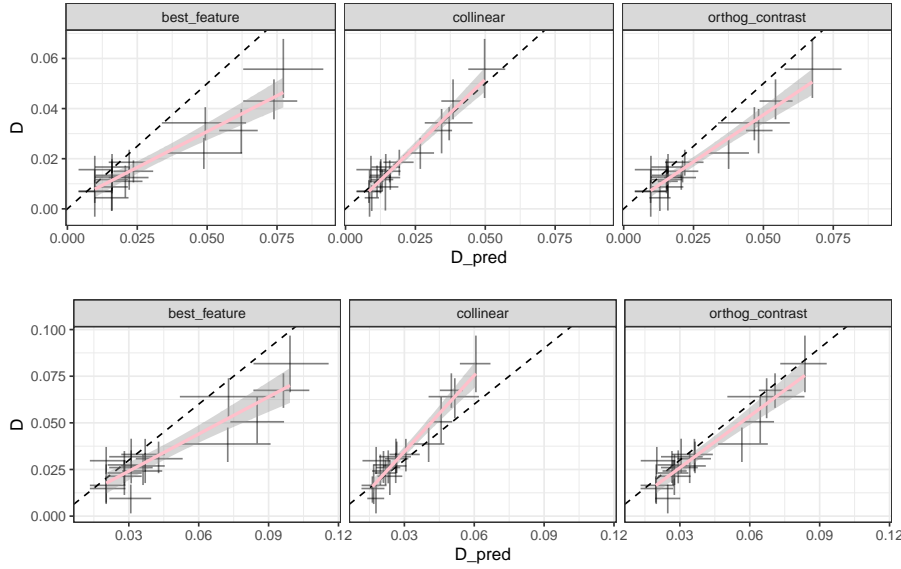 best_feature collinear orthog_contrast
0.06
0.04
0.02
0.00
D
0.000 0.025 0.050 0.075 0.000 0.025 0.050 0.075 0.000 0.025 0.050 0.075
D_pred
best_feature collinear orthog_contrast
0.100
0.075
0.050
0.025
0.000
D
0.03 0.06 0.09 0.12 0.03 0.06 0.09 0.12 0.03 0.06 0.09 0.12
D_pred